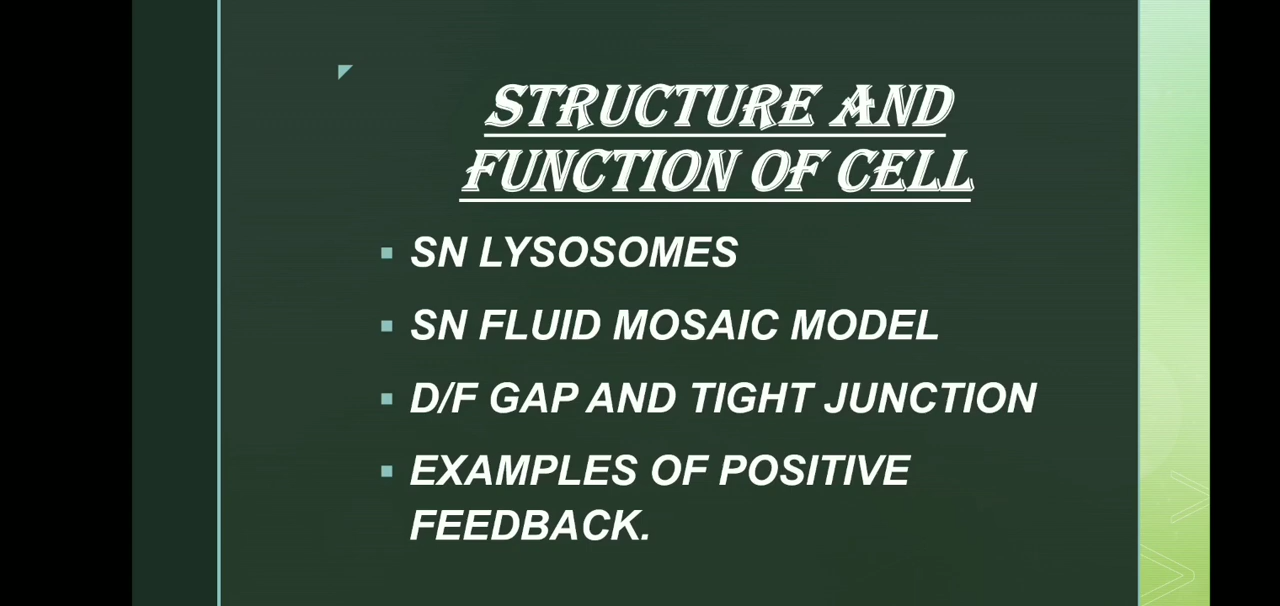 STRUCTURE AND
FUNCTION OF CELL
SN LYSOSOMES
SN FLUID MOSAIC MODEL
D/F GAP AND TIGHT JUNCTION
EXAMPLES OF POSITIVE
FEEDBACK.